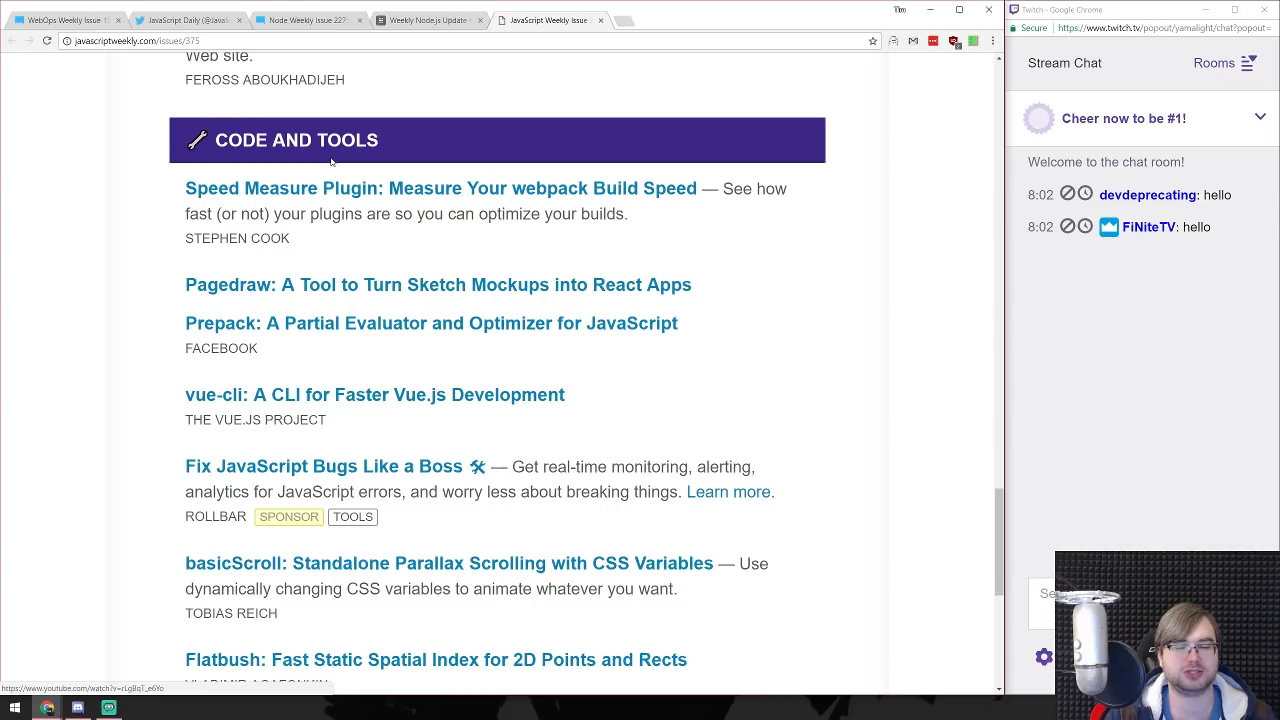 WebOps Weekly Issue 15
JavaScript Daily (@JavaS
Node Weekly Issue 227:
Weekly Node.js Update -
JavaScript Weekly Issue
Tim
javascriptweekly.com/issues/375
Web site.
FEROSS ABOUKHADIJEH
CODE AND TOOLS
Speed Measure Plugin: Measure Your webpack Build Speed — See how
fast (or not) your plugins are so you can optimize your builds.
STEPHEN COOK
Pagedraw: A Tool to Turn Sketch Mockups into React Apps
Prepack: A Partial Evaluator and Optimizer for JavaScript
FACEBOOK
vue-cli: A CLI for Faster Vue.js Development
THE VUE.JS PROJECT
Fix JavaScript Bugs Like a Boss 🛠 — Get real-time monitoring, alerting,
analytics for JavaScript errors, and worry less about breaking things. Learn more.
ROLLBAR SPONSOR TOOLS
basicScroll: Standalone Parallax Scrolling with CSS Variables — Use
dynamically changing CSS variables to animate whatever you want.
TOBIAS REICH
Flatbush: Fast Static Spatial Index for 2D Points and Rects
VLADIMIR AGAFONKIN
https://www.youtube.com/watch?v=rLgBqT_e6Yo
Twitch - Google Chrome
Secure https://www.twitch.tv/popout/yamalight/chat?popout=
Stream Chat
Rooms
Cheer now to be #1!
Welcome to the chat room!
8:02 devdeprecating: hello
8:02 FiNiteTV: hello